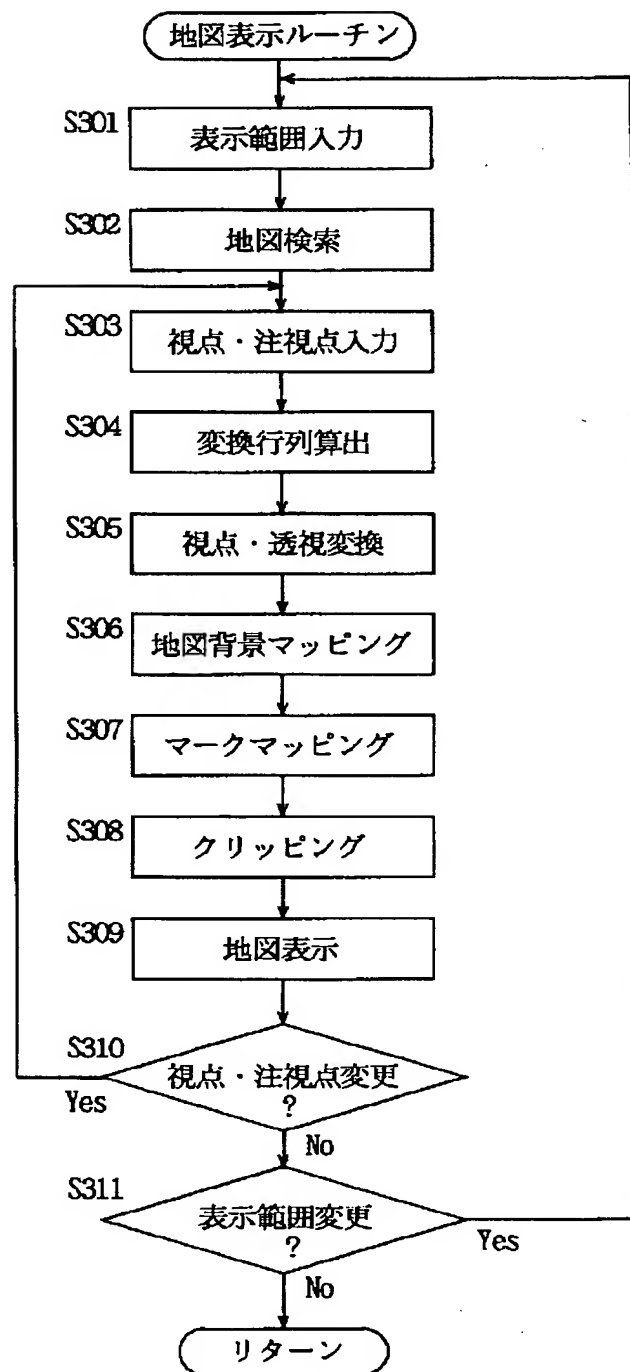 地図表示ルーチン
S301
表示範囲入力
S302
地図検索
S303
視点・注視点入力
S304
変換行列算出
S305
視点・透視変換
S306
地図背景マッピング
S307
マークマッピング
S308
クリッピング
S309
地図表示
S310
視点・注視点変更
?
Yes
No
S311
表示範囲変更
?
Yes
No
リターン